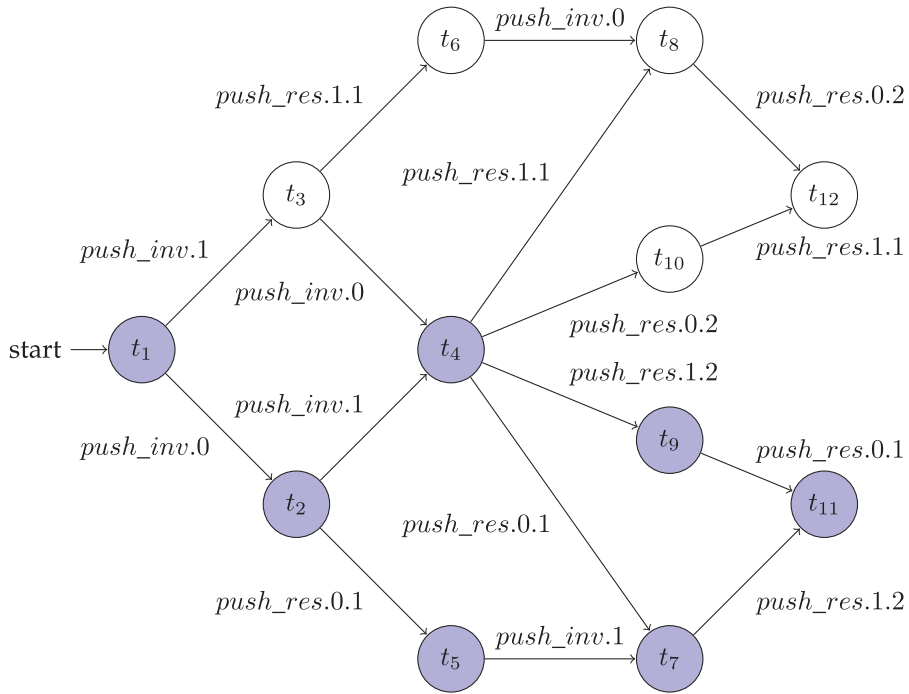 t6
push_inv.0
t8
push_res.1.1
push_res.0.2
push_res.1.1
t3
t12
push_inv.1
t10
push_res.1.1
push_inv.0
push_res.0.2
start
t1
t4
push_res.1.2
push_inv.1
t9
push_inv.0
push_res.0.1
t2
t11
push_res.0.1
push_res.0.1
push_res.1.2
push_inv.1
t5
t7